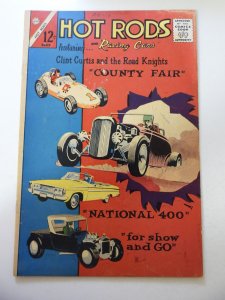 12¢
HOT RODS
featuring... and Racing Cars
Clint Curtis and the Road Knights
"COUNTY FAIR"
"NATIONAL 400"
"for show
and GO"